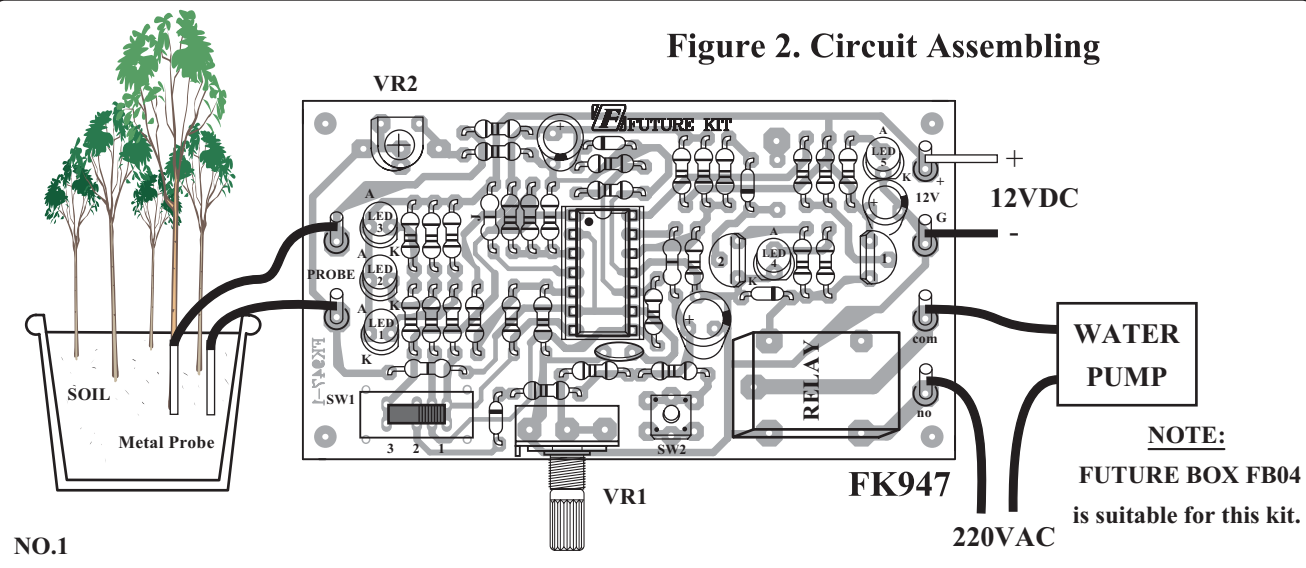 Figure 2. Circuit Assembling
VR2
FUTURE KIT
A
LED
5
K
+
12V
+
12VDC
G
-
A
LED
3
K
PROBE
A
LED
2
K
A
LED
1
K
2
A
LED
4
K
1
+
+
com
no
WATER
PUMP
RELAY
SOIL
Metal Probe
FK947-1
SW1
3 2 1
SW2
VR1
FK947
220VAC
NOTE:
FUTURE BOX FB04
is suitable for this kit.
NO.1